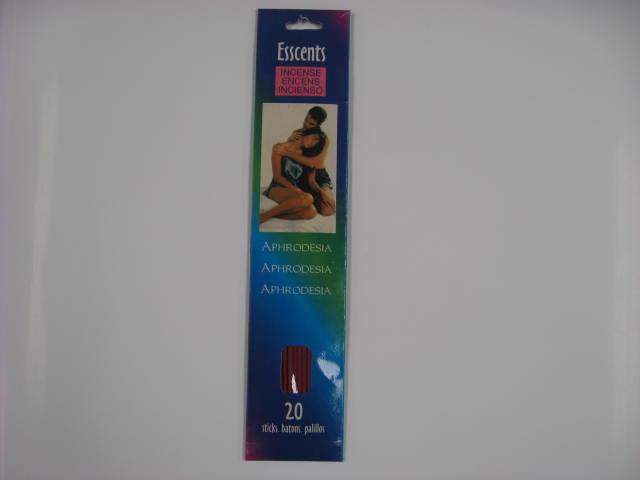 Esscents
INCENSE
ENCENS
INCIENSO
APHRODESIA
APHRODESIA
APHRODESIA
20
sticks. batons. palillos